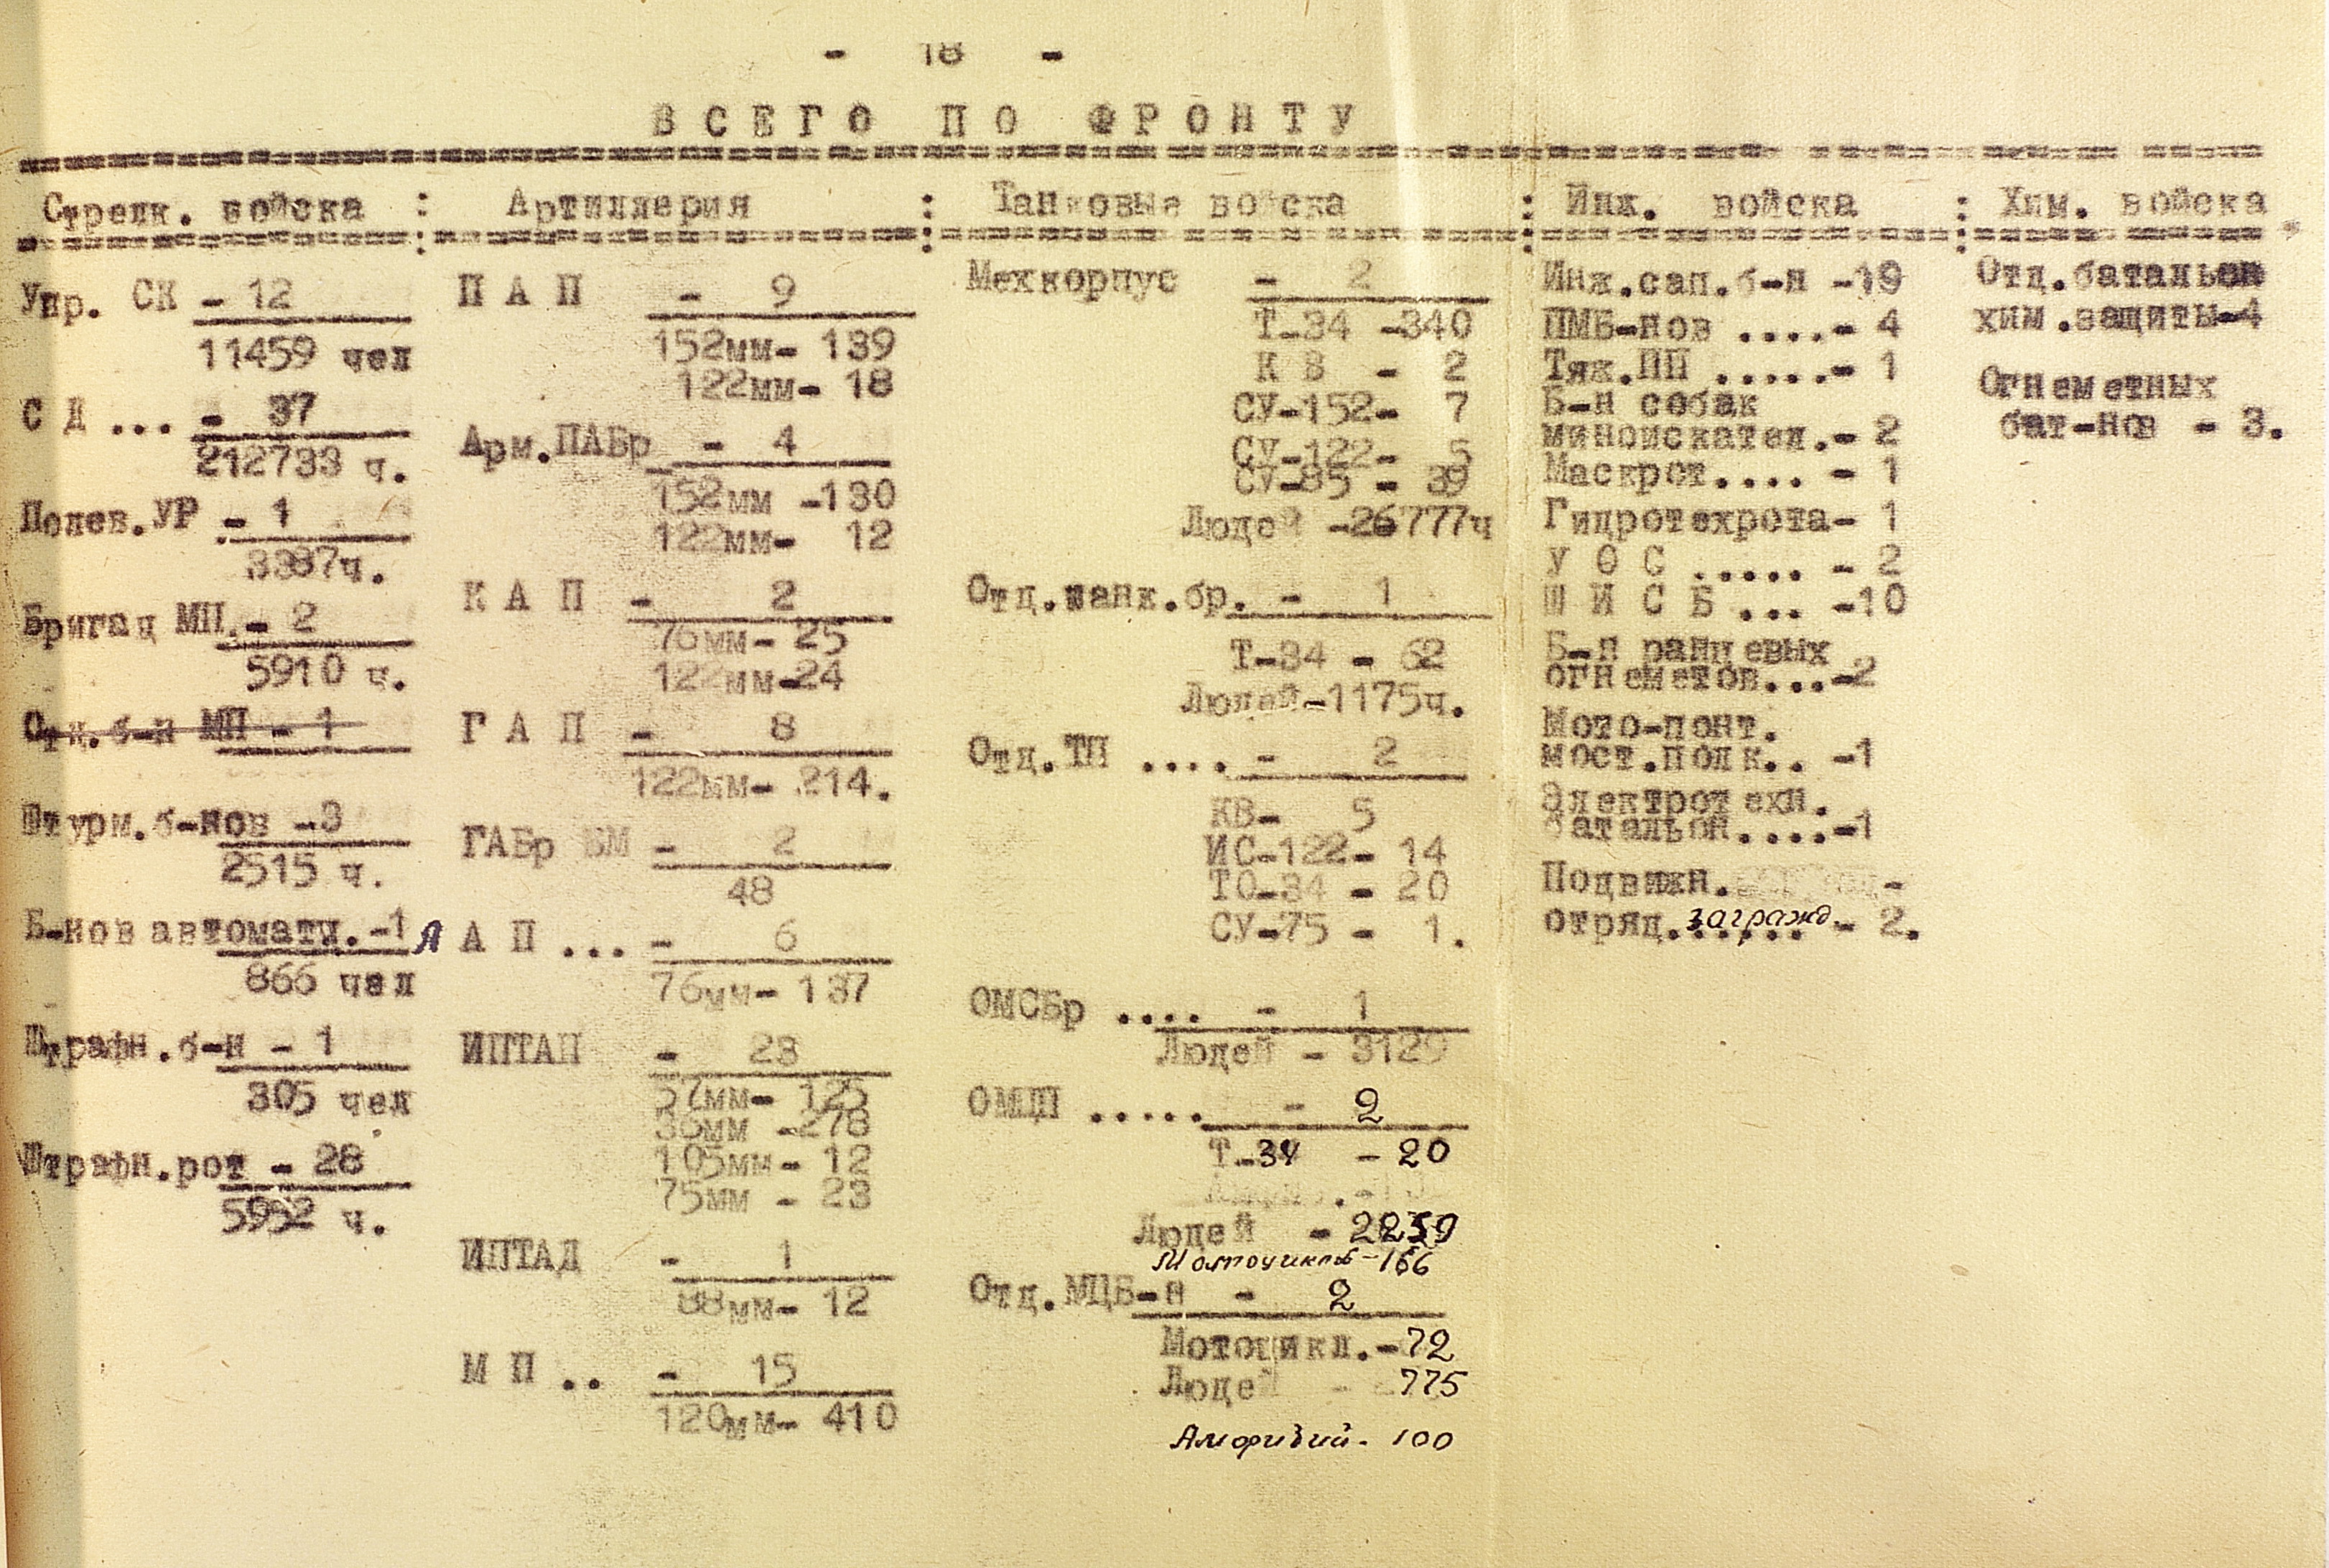 - 18 -
ВСЕГО ПО ФРОНТУ
Стрелк. войска : Артиллерия : Танковые войска : Инж. войска : Хим. войска
Упр. СК - 12
11459 чел
С Д ... - 37
212733 ч.
Полев.УР - 1
3387ч.
Бригад МП. - 2
5910 ч.
Отд.б-н МП - 1
Штурм.б-нов -3
2515 ч.
Б-нов автоматч. -1
866 чел
Штрафн.б-н - 1
305 чел
Штрафн.рот - 28
5952 ч.
П А П - 9
152мм- 139
122мм- 18
Арм.ПАБр - 4
152мм -130
122мм- 12
К А П - 2
76мм- 25
122мм-24
Г А П - 8
122мм- 214.
ГАБр БМ - 2
48
Л А П ... - 6
76мм- 137
ИПТАП - 23
57мм- 125
76мм -278
105мм- 12
75мм - 23
ИПТАД - 1
88мм- 12
М П .. - 15
120мм- 410
Мехкорпус - 2
Т-34 -340
К В - 2
СУ-152- 7
СУ-122- 5
СУ-85 - 39
Людей -26777ч
Отд.танк.бр. - 1
Т-34 - 62
Людей-1175ч.
Отд.ТП .... - 2
КВ- 5
ИС-122- 14
ТО-34 - 20
СУ-75 - 1.
ОМСБр .... - 1
Людей - 3129
ОМЦП ..... - 2
Т-34 - 20
Людей - 2259
Мотоциклов - 166
Отд.МЦБ-н - 2
Мотоцикл.-72
Людей - 775
Амфибий - 100
Инж.сап.б-н -19
ПМБ-нов ....- 4
Тяж.ПП .....- 1
Б-н собак
миноискател.- 2
Маскрот.... - 1
Гидротехрота- 1
У О С ..... - 2
Ш И С Б ... -10
Б-н ранцевых
огнеметов...-2
Мото-понт.
мост.полк.. -1
Электротехн.
батальон....-1
Подвижн.
отряд. загражд - 2.
Отд.батальон
хим.защиты-4
Огнеметных
бат-нов - 3.